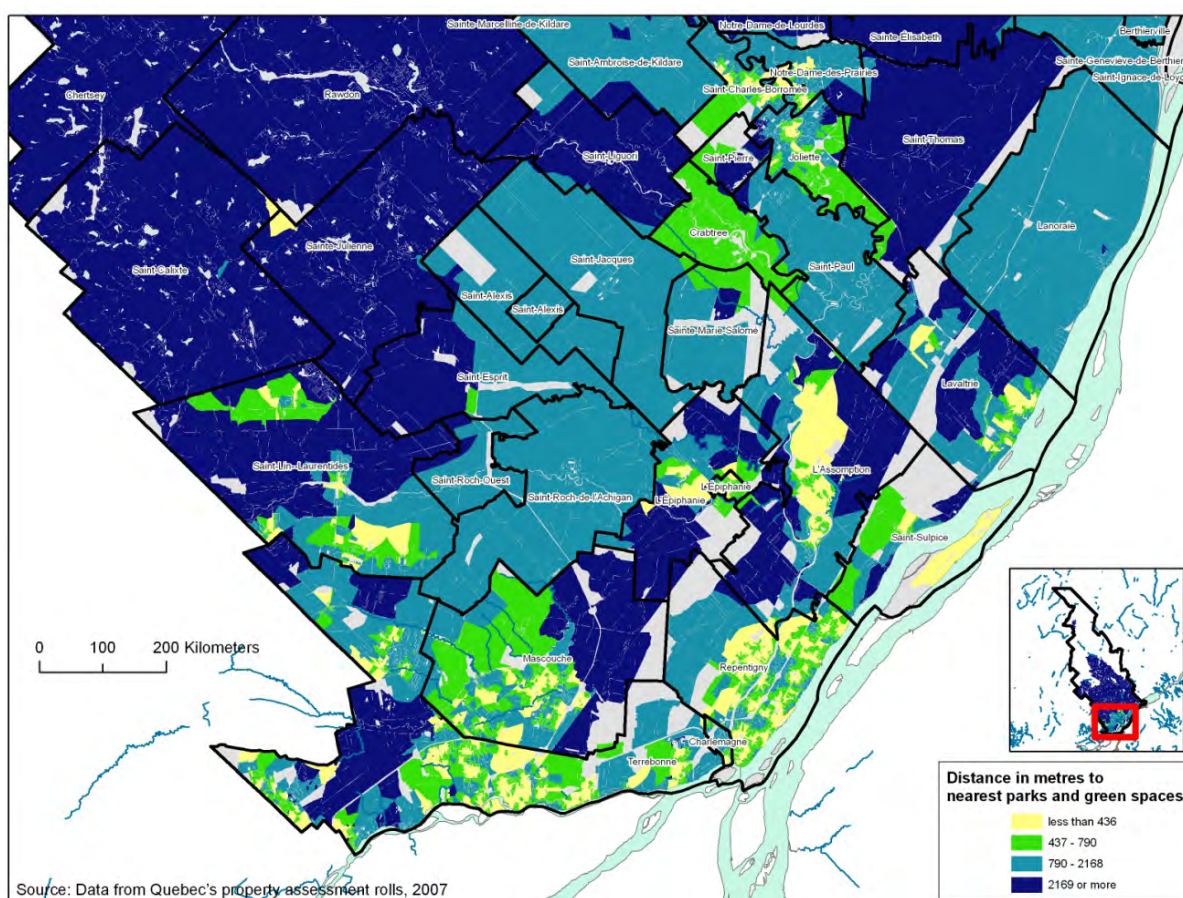 Sainte-Marcelline-de-Kildare
Notre-Dame-de-Lourdes
Sainte-Élisabeth
Berthierville
Sainte-Geneviève-de-Berthier
Saint-Ignace-de-Loyo
Saint-Ambroise-de-Kildare
Notre-Dame-des-Prairies
Saint-Charles-Borromée
Chertsey
Rawdon
Saint-Liguori
Saint-Pierre
Joliette
Saint-Thomas
Crabtree
Lanoraie
Sainte-Julienne
Saint-Calixte
Saint-Jacques
Saint-Paul
Saint-Alexis
Saint-Alexis
Sainte-Marie-Salomé
Saint-Esprit
Lavaltrie
Saint-Lin--Laurentides
Saint-Roch-Ouest
Saint-Roch-de-l'Achigan
L'Épiphanie
L'Épiphanie
L'Assomption
Saint-Sulpice
0 100 200 Kilometers
Mascouche
Repentigny
Charlemagne
Terrebonne
Distance in metres to
nearest parks and green spaces
less than 436
437 - 790
790 - 2168
2169 or more
Source: Data from Quebec's property assessment rolls, 2007